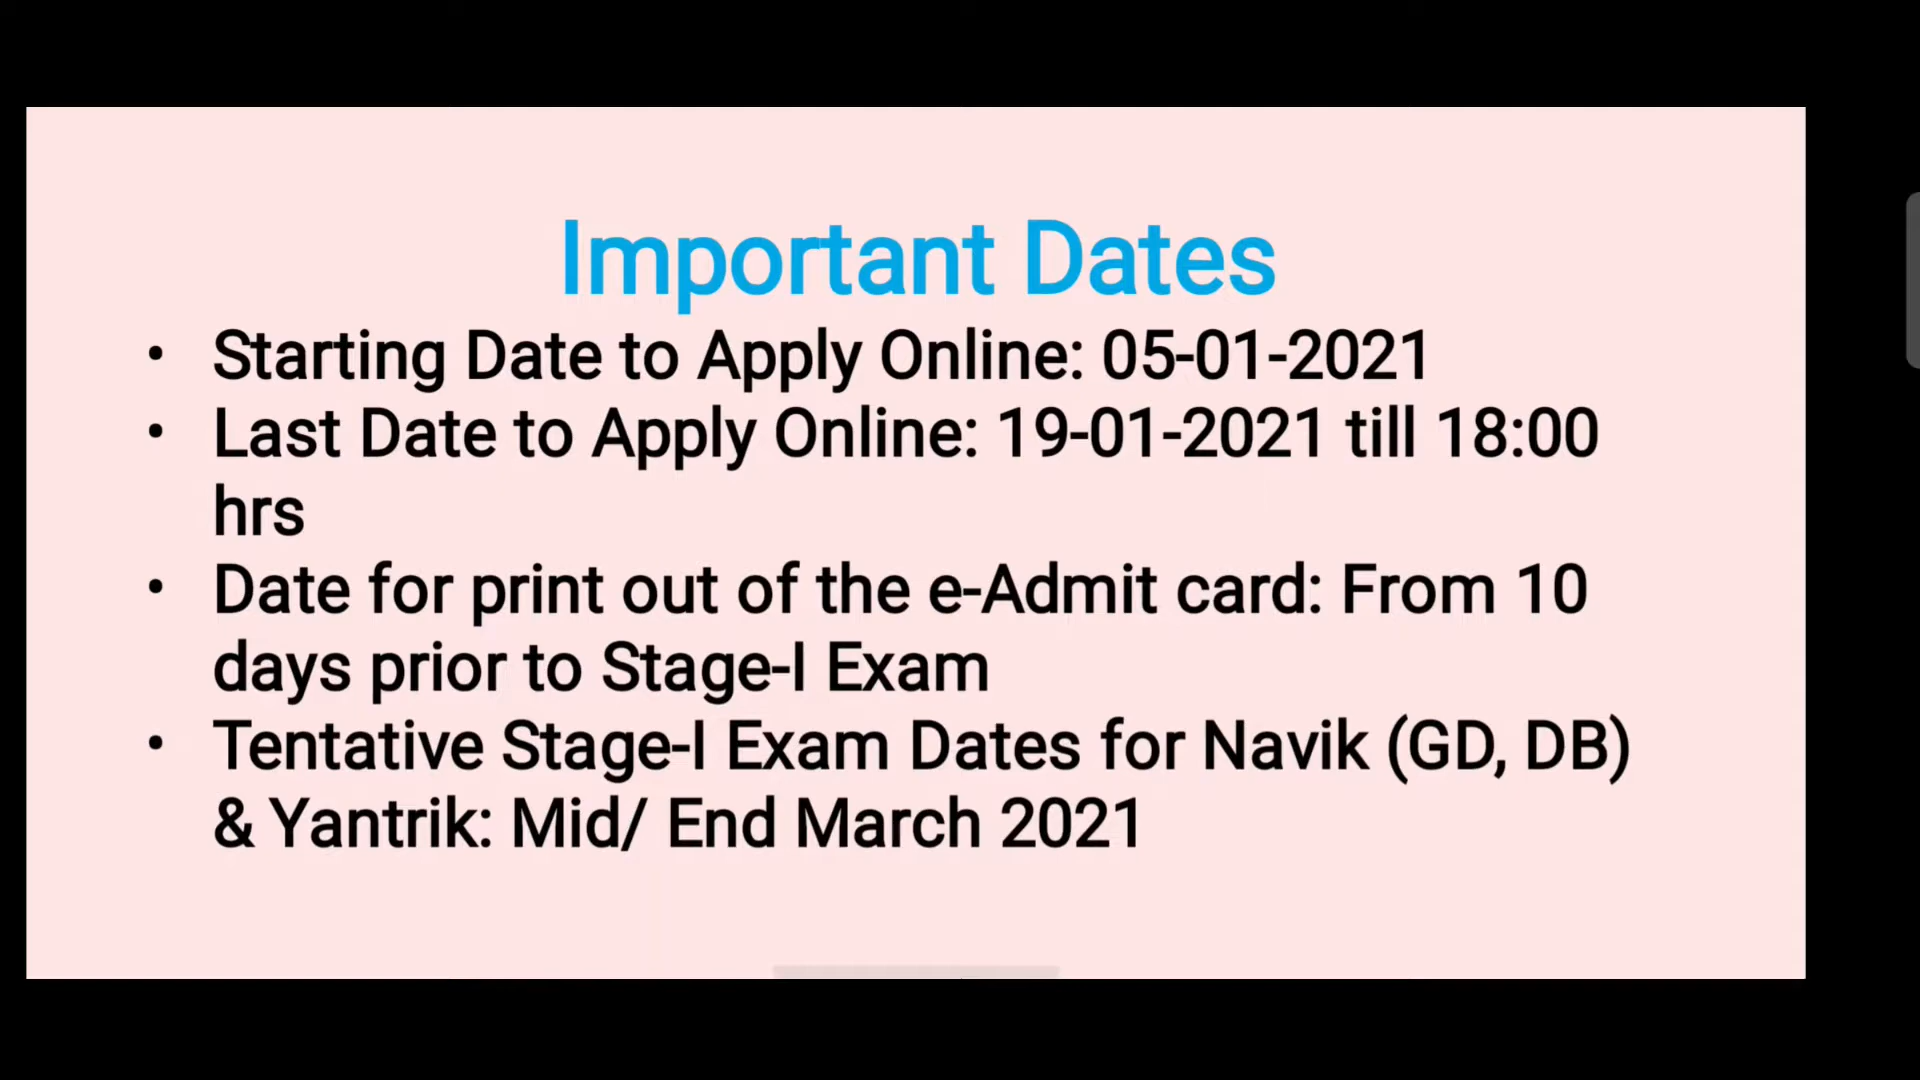 Important Dates
• Starting Date to Apply Online: 05-01-2021
• Last Date to Apply Online: 19-01-2021 till 18:00
hrs
• Date for print out of the e-Admit card: From 10
days prior to Stage-I Exam
• Tentative Stage-I Exam Dates for Navik (GD, DB)
& Yantrik: Mid/ End March 2021